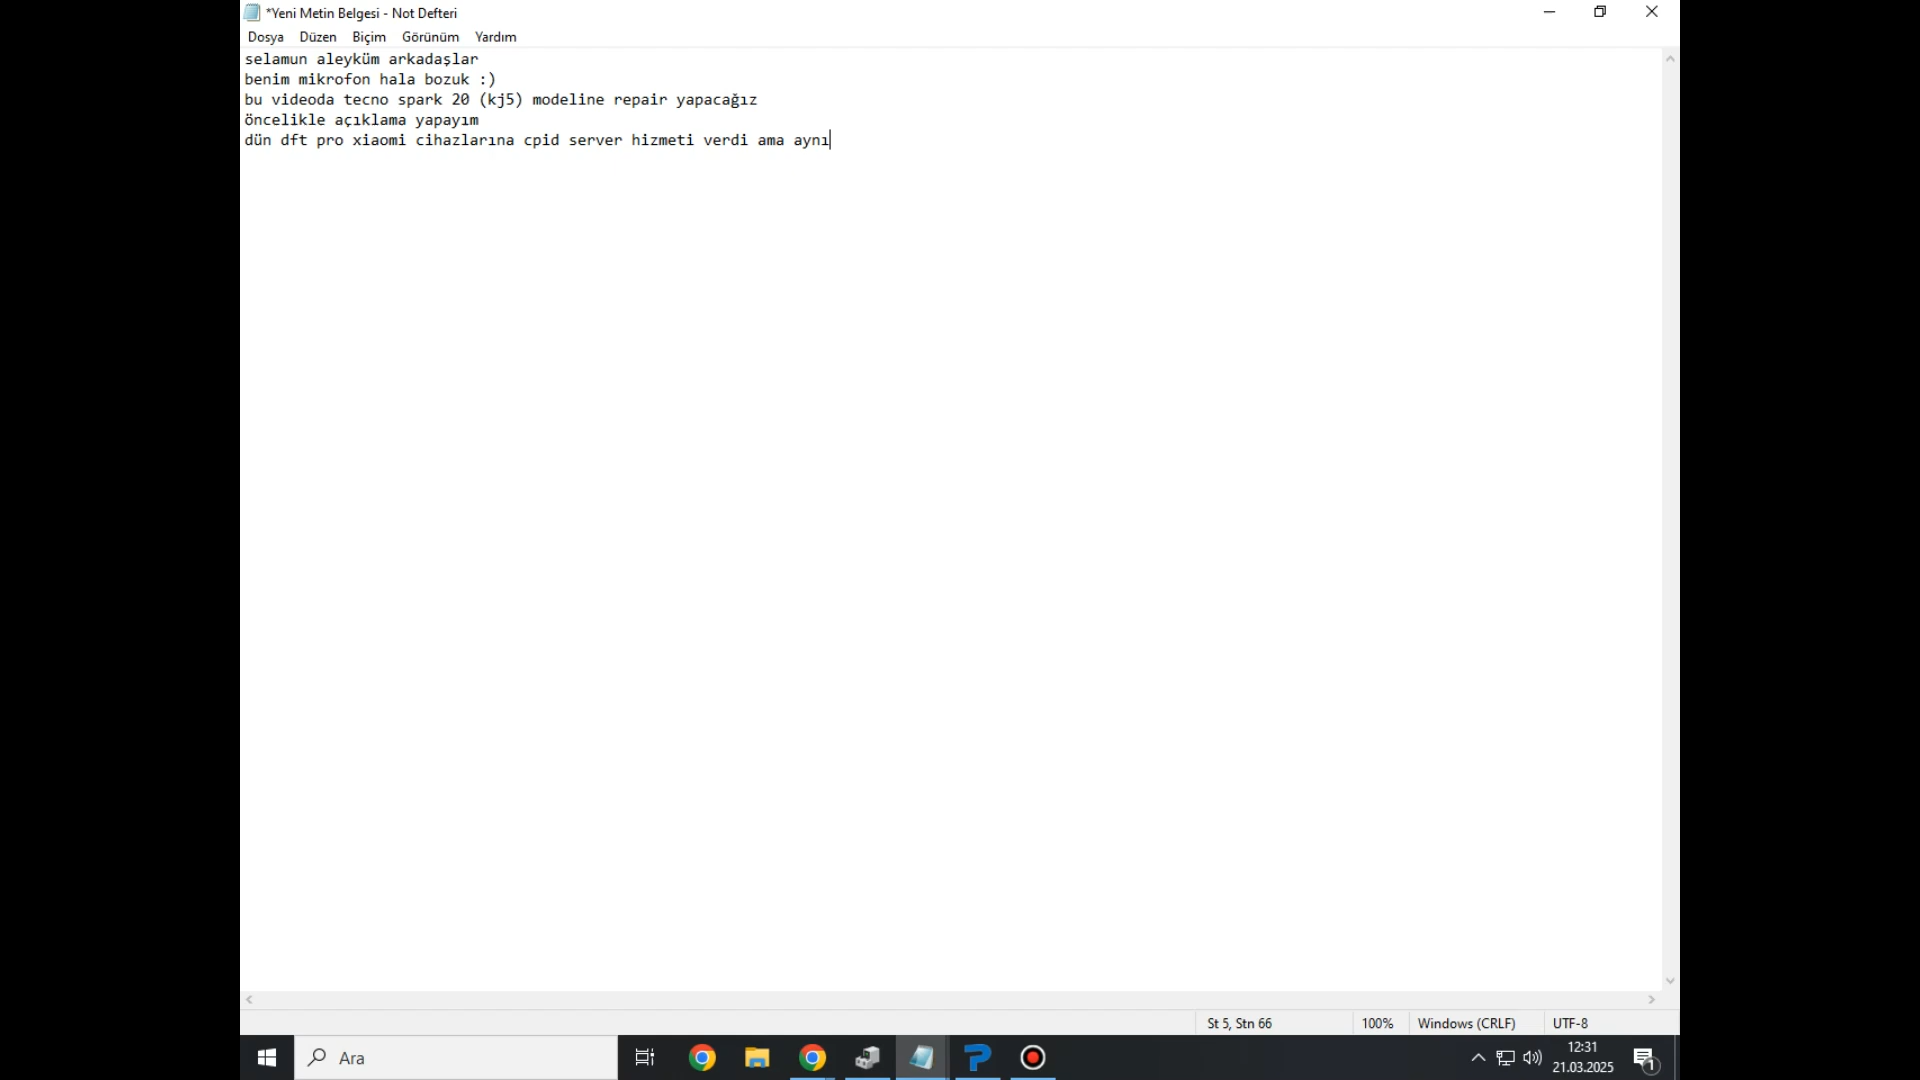 *Yeni Metin Belgesi - Not Defteri
Dosya Düzen Biçim Görünüm Yardım
selamun aleyküm arkadaşlar
benim mikrofon hala bozuk :)
bu videoda tecno spark 20 (kj5) modeline repair yapacağız
öncelikle açıklama yapayım
dün dft pro xiaomi cihazlarına cpid server hizmeti verdi ama aynı
St 5, Stn 66 100% Windows (CRLF) UTF-8
Ara
12:31
21.03.2025
1